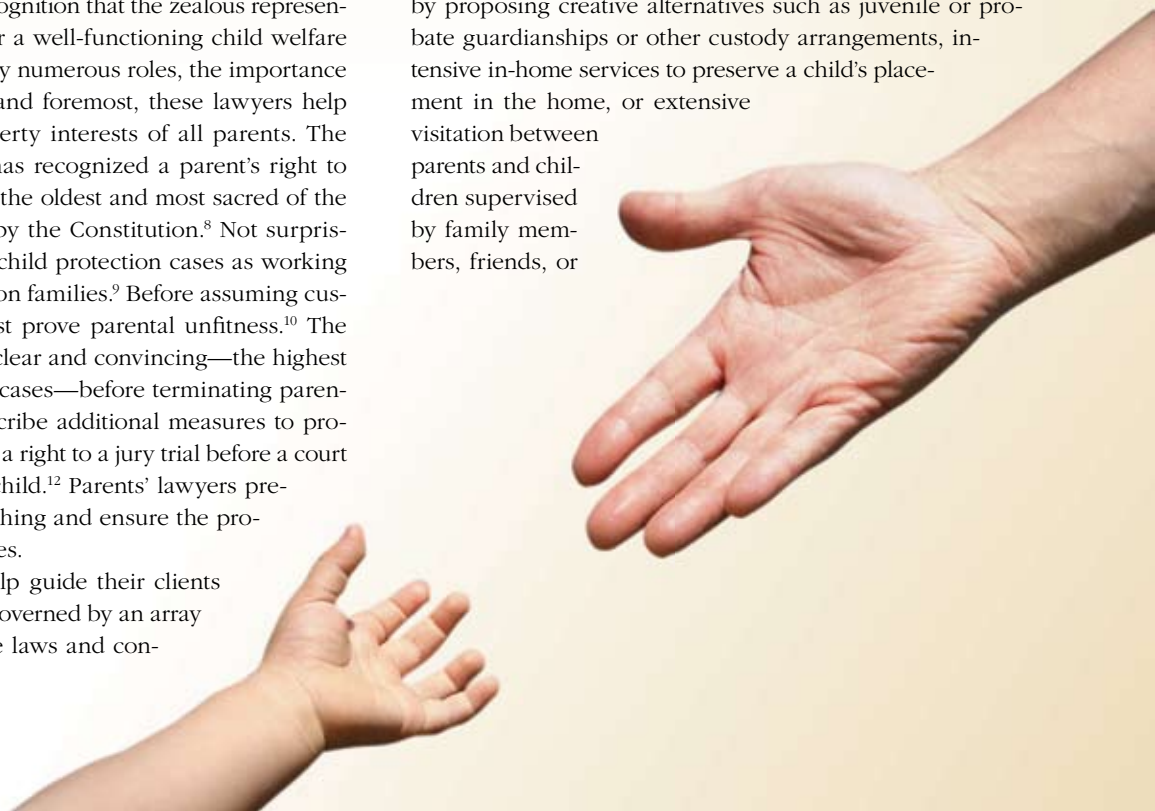 ognition that the zealous represen-
r a well-functioning child welfare
y numerous roles, the importance
and foremost, these lawyers help
erty interests of all parents. The
has recognized a parent’s right to
the oldest and most sacred of the
by the Constitution.⁸ Not surpris-
child protection cases as working
on families.⁹ Before assuming cus-
st prove parental unfitness.¹⁰ The
clear and convincing—the highest
cases—before terminating paren-
cribe additional measures to pro-
a right to a jury trial before a court
child.¹² Parents’ lawyers pre-
hing and ensure the pro-
es.
lp guide their clients
overned by an array
e laws and con-
by proposing creative alternatives such as juvenile or pro-
bate guardianships or other custody arrangements, in-
tensive in-home services to preserve a child’s place-
ment in the home, or extensive
visitation between
parents and chil-
dren supervised
by family mem-
bers, friends, or